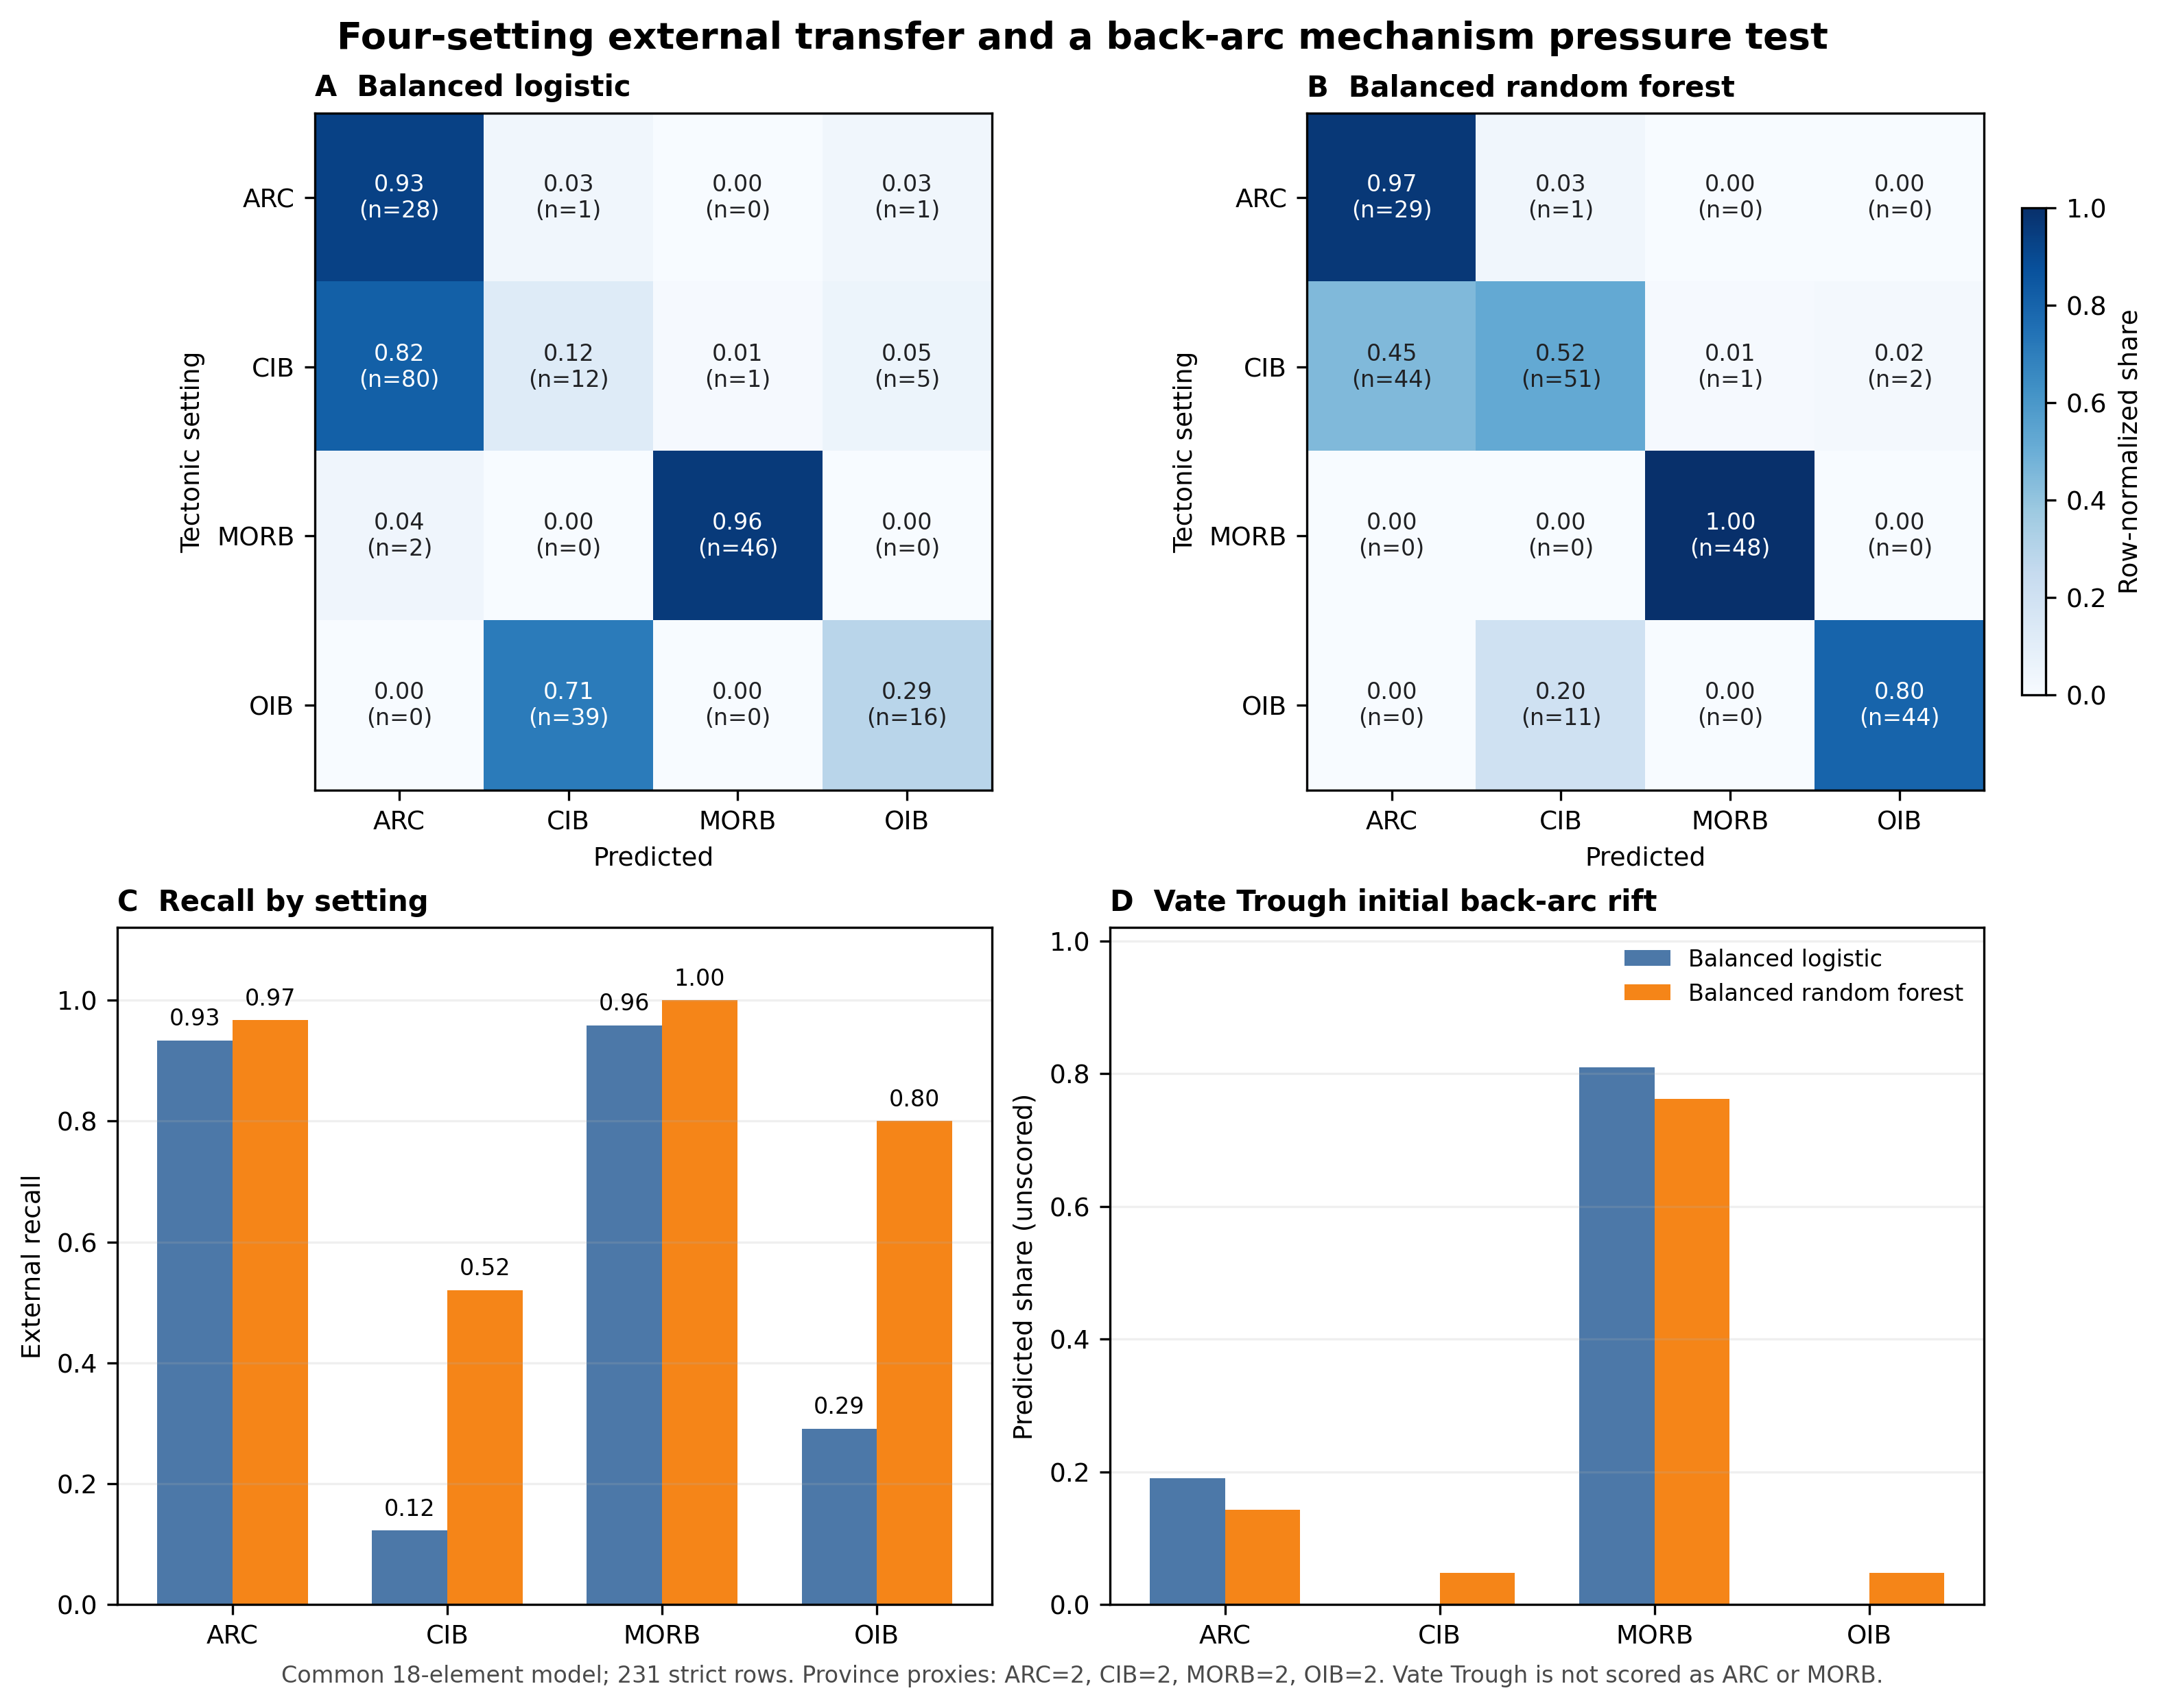 Four-setting external transfer and a back-arc mechanism pressure test
A Balanced logistic
Tectonic setting
ARC
0.93
(n=28)
0.03
(n=1)
0.00
(n=0)
0.03
(n=1)
CIB
0.82
(n=80)
0.12
(n=12)
0.01
(n=1)
0.05
(n=5)
MORB
0.04
(n=2)
0.00
(n=0)
0.96
(n=46)
0.00
(n=0)
OIB
0.00
(n=0)
0.71
(n=39)
0.00
(n=0)
0.29
(n=16)
ARC CIB MORB OIB
Predicted
B Balanced random forest
Tectonic setting
ARC
0.97
(n=29)
0.03
(n=1)
0.00
(n=0)
0.00
(n=0)
CIB
0.45
(n=44)
0.52
(n=51)
0.01
(n=1)
0.02
(n=2)
MORB
0.00
(n=0)
0.00
(n=0)
1.00
(n=48)
0.00
(n=0)
OIB
0.00
(n=0)
0.20
(n=11)
0.00
(n=0)
0.80
(n=44)
ARC CIB MORB OIB
Predicted
1.0
0.8
0.6
0.4
0.2
0.0
Row-normalized share
C Recall by setting
External recall
1.0
0.8
0.6
0.4
0.2
0.0
0.93
0.97
0.12
0.52
0.96
1.00
0.29
0.80
ARC CIB MORB OIB
D Vate Trough initial back-arc rift
Predicted share (unscored)
1.0
0.8
0.6
0.4
0.2
0.0
Balanced logistic
Balanced random forest
ARC CIB MORB OIB
Common 18-element model; 231 strict rows. Province proxies: ARC=2, CIB=2, MORB=2, OIB=2. Vate Trough is not scored as ARC or MORB.